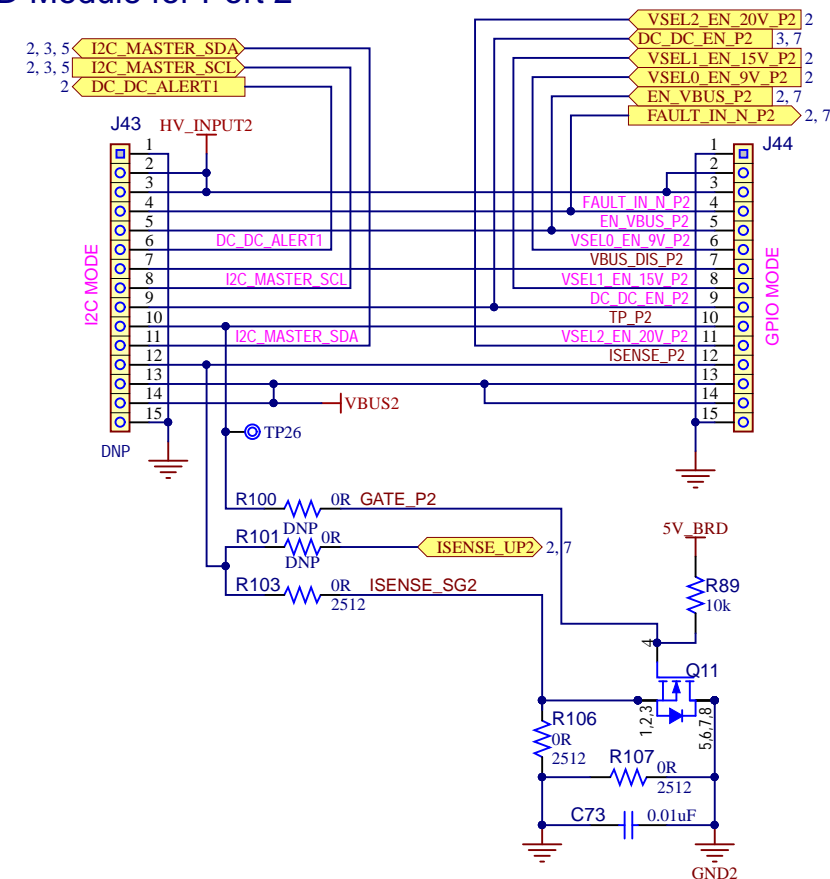 D Module for Port 2
VSEL2_EN_20V_P2 2
DC_DC_EN_P2 3, 7
2, 3, 5 I2C_MASTER_SDA
VSEL1_EN_15V_P2 2
2, 3, 5 I2C_MASTER_SCL
VSEL0_EN_9V_P2 2
2 DC_DC_ALERT1
EN_VBUS_P2 2, 7
FAULT_IN_N_P2 2, 7
J43 HV_INPUT2
J44
1 1
2 2
3 3
4 FAULT_IN_N_P2 4
5 EN_VBUS_P2 5
6 DC_DC_ALERT1 VSEL0_EN_9V_P2 6
7 VBUS_DIS_P2 7
8 I2C_MASTER_SCL VSEL1_EN_15V_P2 8
9 DC_DC_EN_P2 9
10 TP_P2 10
11 I2C_MASTER_SDA VSEL2_EN_20V_P2 11
12 ISENSE_P2 12
13 13
14 14
15 15
I2C MODE
GPIO MODE
VBUS2
TP26
DNP
R100 0R GATE_P2
DNP
R101 0R ISENSE_UP2 2, 7
DNP
R103 0R ISENSE_SG2
2512
5V_BRD
R89
10k
4
Q11
1,2,3
5,6,7,8
R106
0R
2512
R107 0R
2512
C73 0.01uF
GND2